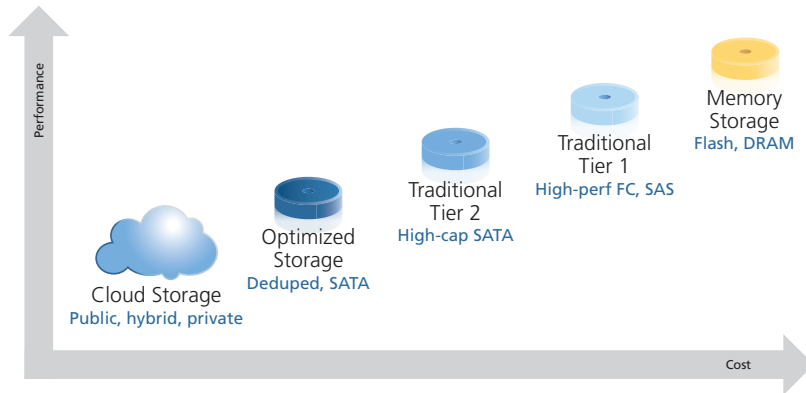 Performance
Memory
Storage
Flash, DRAM
Traditional
Tier 1
High-perf FC, SAS
Traditional
Tier 2
High-cap SATA
Optimized
Storage
Deduped, SATA
Cloud Storage
Public, hybrid, private
Cost